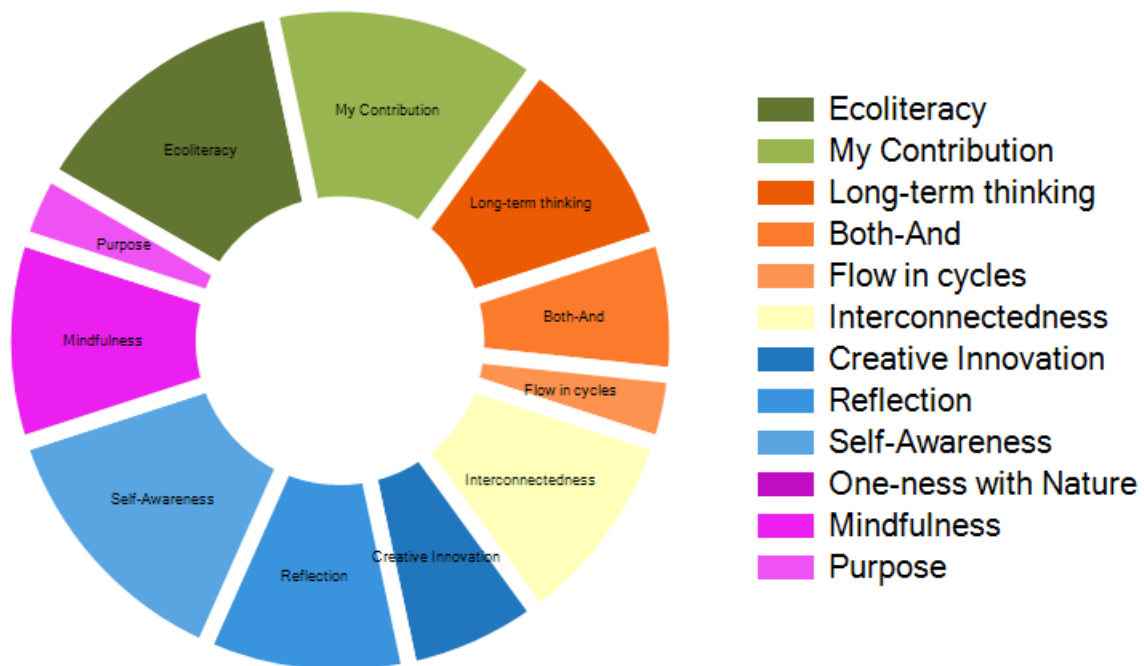 My Contribution
Ecoliteracy
Long-term thinking
Purpose
Both-And
Mindfulness
Flow in cycles
Interconnectedness
Self-Awareness
Creative Innovation
Reflection
Ecoliteracy
My Contribution
Long-term thinking
Both-And
Flow in cycles
Interconnectedness
Creative Innovation
Reflection
Self-Awareness
One-ness with Nature
Mindfulness
Purpose